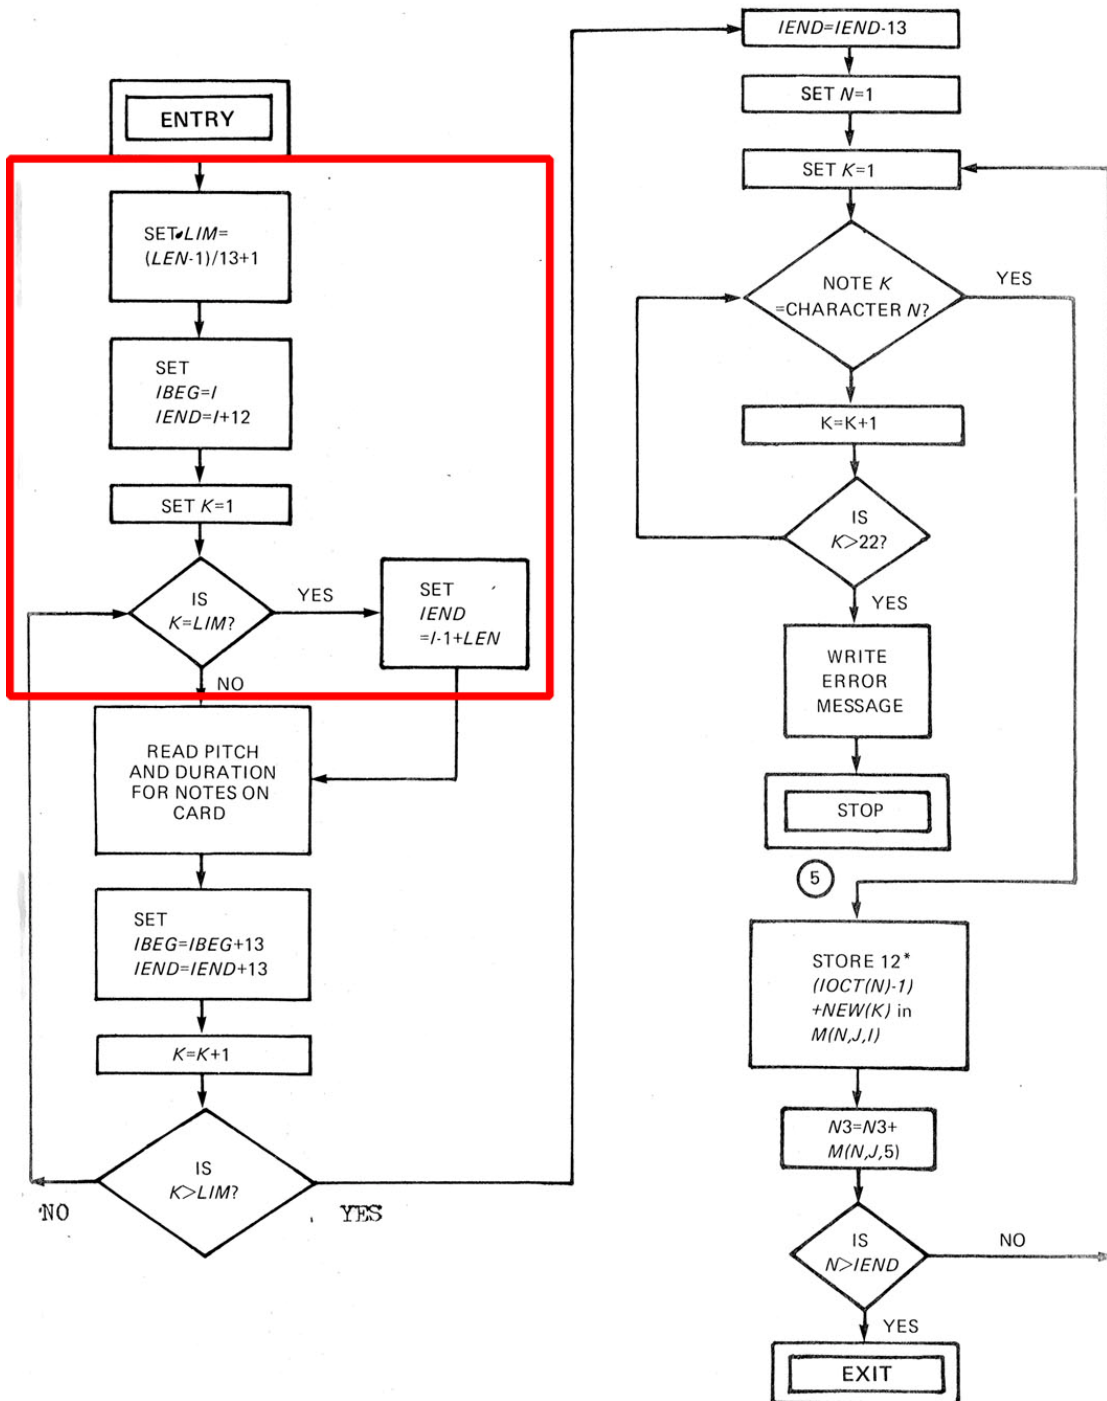 ENTRY
SET LIM=
(LEN-1)/13+1
SET
IBEG=I
IEND=I+12
SET K=1
IS
K=LIM?
YES
SET
IEND
=I-1+LEN
NO
READ PITCH
AND DURATION
FOR NOTES ON
CARD
SET
IBEG=IBEG+13
IEND=IEND+13
K=K+1
IS
K>LIM?
NO
YES
IEND=IEND-13
SET N=1
SET K=1
NOTE K
=CHARACTER N?
YES
K=K+1
IS
K>22?
YES
WRITE
ERROR
MESSAGE
STOP
5
STORE 12*
(IOCT(N)-1)
+NEW(K) in
M(N,J,I)
N3=N3+
M(N,J,5)
IS
N>IEND
NO
YES
EXIT